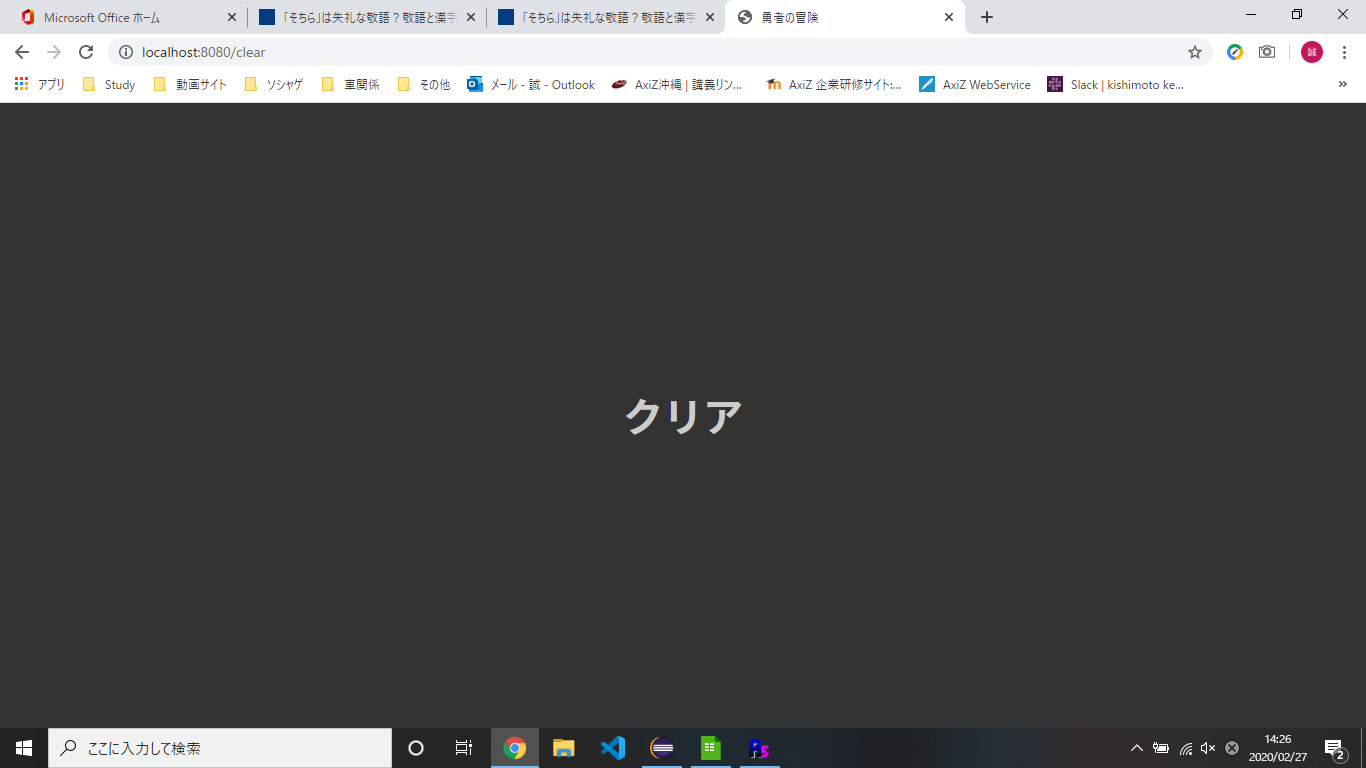 Microsoft Office ホーム
「そちら」は失礼な敬語？敬語と漢字
「そちら」は失礼な敬語？敬語と漢字
勇者の冒険
localhost:8080/clear
誠
アプリ
Study
動画サイト
ソシャゲ
車関係
その他
メール - 誠 - Outlook
AxiZ沖縄 | 講義リン...
AxiZ 企業研修サイト:...
AxiZ WebService
Slack | kishimoto ke...
»
クリア
ここに入力して検索
14:26
2020/02/27
2